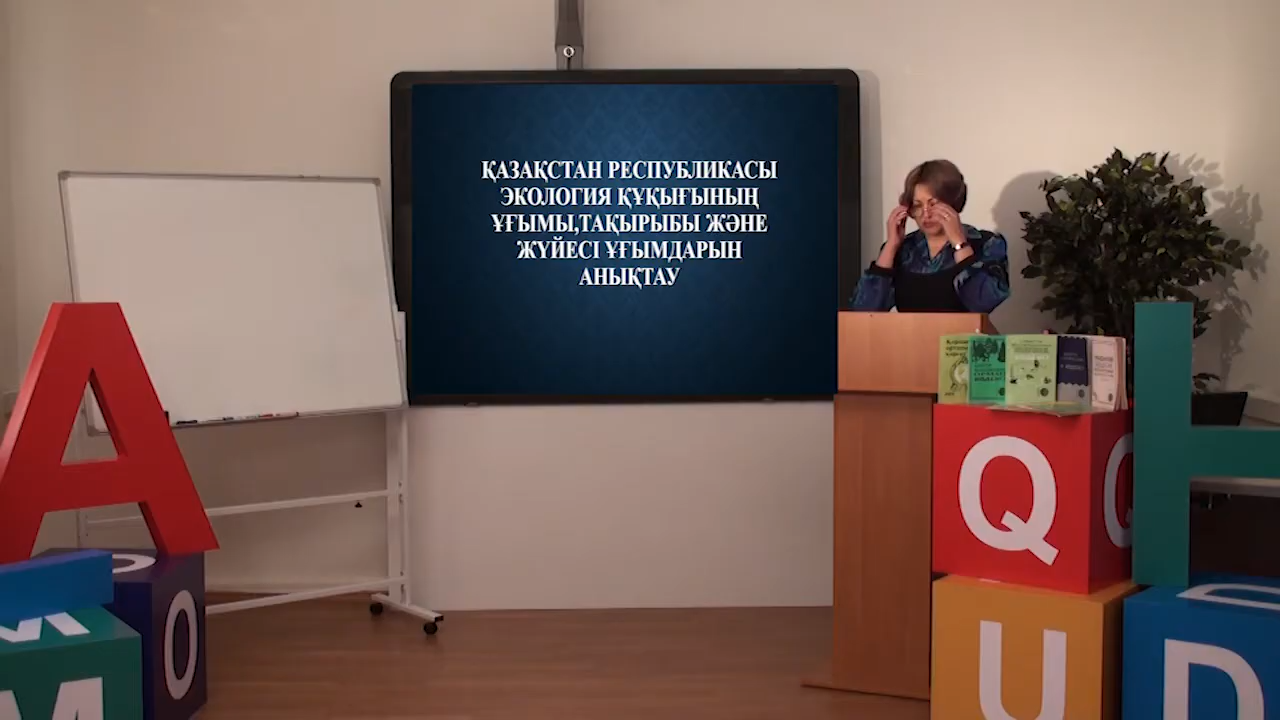 ҚАЗАҚСТАН РЕСПУБЛИКАСЫ
ЭКОЛОГИЯ ҚҰҚЫҒЫНЫҢ
ҰҒЫМЫ,ТАҚЫРЫБЫ ЖӘНЕ
ЖҮЙЕСІ ҰҒЫМДАРЫН
АНЫҚТАУ
A
O
M
M
Q
Q
U
D
D